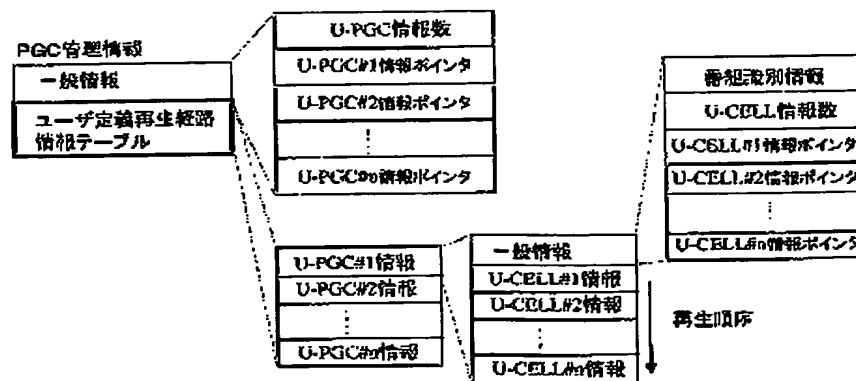 PGC管理情報
一般情報
ユーザ定義再生経路
情報テーブル
U-PGC情報数
U-PGC#1情報ポインタ
U-PGC#2情報ポインタ
⋮
U-PGC#n情報ポインタ
U-PGC#1情報
U-PGC#2情報
⋮
U-PGC#n情報
一般情報
U-CELL#1情報
U-CELL#2情報
⋮
U-CELL#n情報
再生順序
番組識別情報
U-CELL情報数
U-CELL#1情報ポインタ
U-CELL#2情報ポインタ
⋮
U-CELL#n情報ポインタ